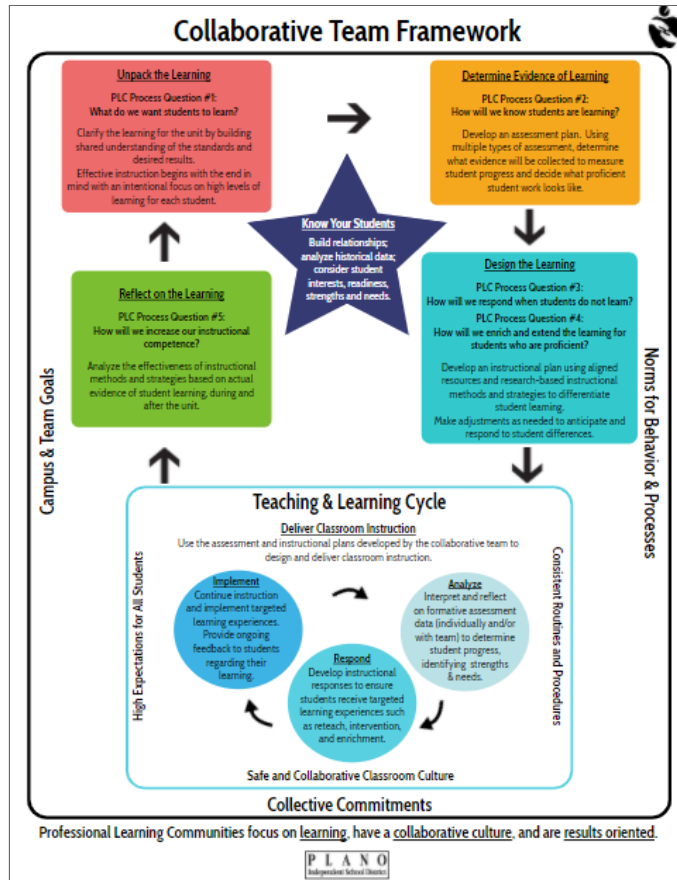 Collaborative Team Framework
Unpack the Learning
PLC Process Question #1:
What do we want students to learn?
Clarify the learning for the unit by building
shared understanding of the standards and
desired results.
Effective instruction begins with the end in
mind with an intentional focus on high levels of
learning for each student.
Determine Evidence of Learning
PLC Process Question #2:
How will we know students are learning?
Develop an assessment plan. Using
multiple types of assessment, determine
what evidence will be collected to measure
student progress and decide what proficient
student work looks like.
Know Your Students
Build relationships;
analyze historical data;
consider student
interests, readiness,
strengths and needs.
Design the Learning
PLC Process Question #3:
How will we respond when students do not learn?
PLC Process Question #4:
How will we enrich and extend the learning for
students who are proficient?
Develop an instructional plan using aligned
resources and research-based instructional
methods and strategies to differentiate
student learning.
Make adjustments as needed to anticipate and
respond to student differences.
Reflect on the Learning
PLC Process Question #5:
How will we increase our instructional
competence?
Analyze the effectiveness of instructional
methods and strategies based on actual
evidence of student learning, during and
after the unit.
Campus & Team Goals
Norms for Behavior & Processes
Teaching & Learning Cycle
Deliver Classroom Instruction
Use the assessment and instructional plans developed by the collaborative team to
design and deliver classroom instruction.
High Expectations for All Students
Consistent Routines and Procedures
Implement
Continue instruction
and implement targeted
learning experiences.
Provide ongoing
feedback to students
regarding their
learning.
Analyze
Interpret and reflect
on formative assessment
data (individually and/or
with team) to determine
student progress,
identifying strengths
& needs.
Respond
Develop instructional
responses to ensure
students receive targeted
learning experiences such
as reteach, intervention,
and enrichment.
Safe and Collaborative Classroom Culture
Collective Commitments
Professional Learning Communities focus on learning, have a collaborative culture, and are results oriented.
PLANO
Independent School District